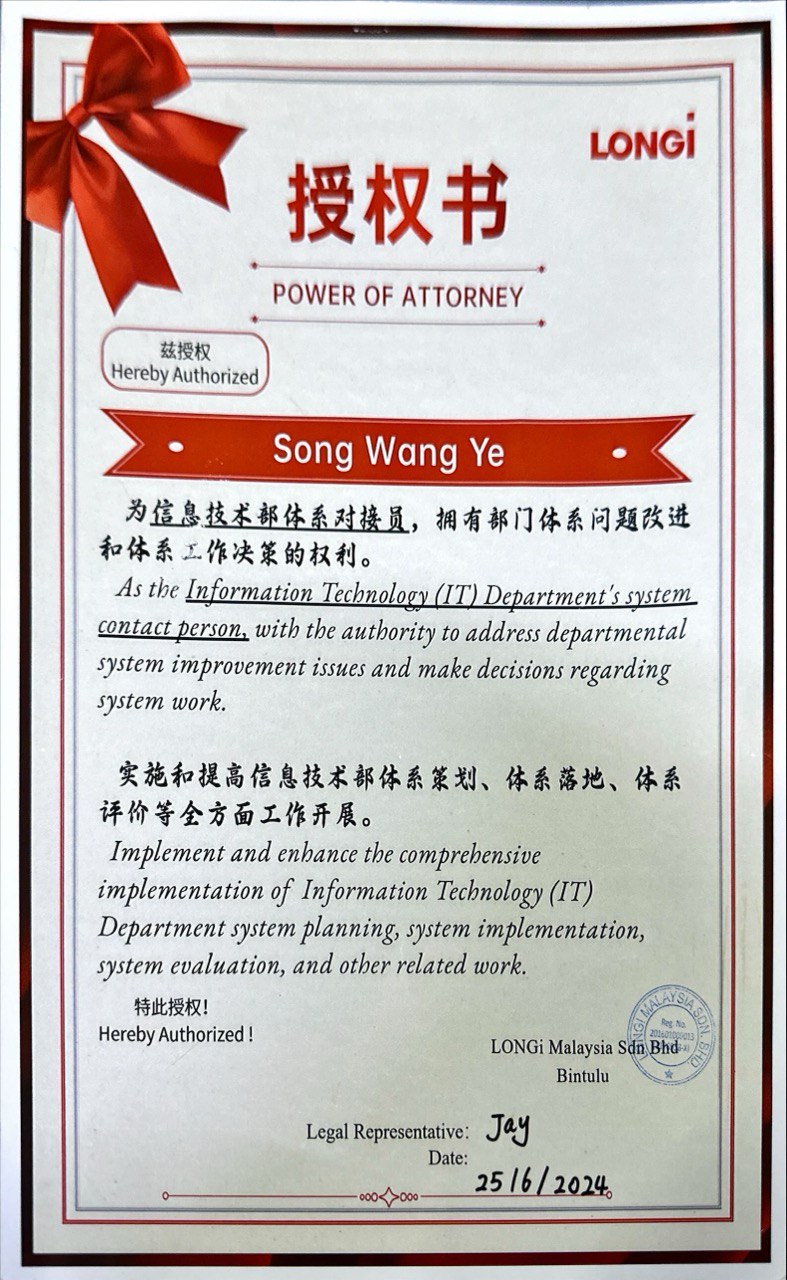 LONGi
授权书
POWER OF ATTORNEY
兹授权
Hereby Authorized
Song Wang Ye
为信息技术部体系对接员，拥有部门体系问题改进
和体系工作决策的权利。
As the Information Technology (IT) Department's system
contact person, with the authority to address departmental
system improvement issues and make decisions regarding
system work.
实施和提高信息技术部体系策划、体系落地、体系
评价等全方面工作开展。
Implement and enhance the comprehensive
implementation of Information Technology (IT)
Department system planning, system implementation,
system evaluation, and other related work.
特此授权！
Hereby Authorized !
LONGi MALAYSIA SDN. BHD
Reg. No.
LONGi Malaysia Sdn Bhd
Bintulu
Legal Representative: Jay
Date:
25/6/2024